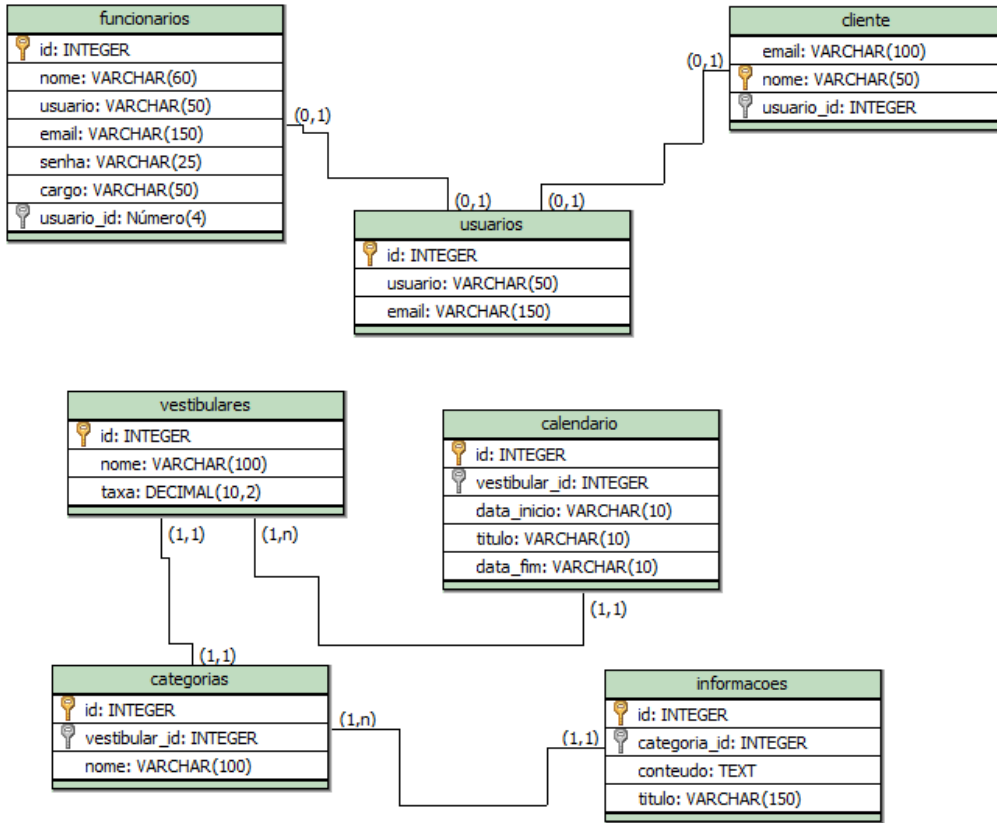 funcionarios
id: INTEGER
nome: VARCHAR(60)
usuario: VARCHAR(50)
email: VARCHAR(150)
senha: VARCHAR(25)
cargo: VARCHAR(50)
usuario_id: Número(4)
cliente
email: VARCHAR(100)
nome: VARCHAR(50)
usuario_id: INTEGER
(0,1)
(0,1)
(0,1)
(0,1)
usuarios
id: INTEGER
usuario: VARCHAR(50)
email: VARCHAR(150)
vestibulares
id: INTEGER
nome: VARCHAR(100)
taxa: DECIMAL(10,2)
calendario
id: INTEGER
vestibular_id: INTEGER
data_inicio: VARCHAR(10)
titulo: VARCHAR(10)
data_fim: VARCHAR(10)
(1,1)
(1,n)
(1,1)
(1,1)
categorias
id: INTEGER
vestibular_id: INTEGER
nome: VARCHAR(100)
(1,n)
(1,1)
informacoes
id: INTEGER
categoria_id: INTEGER
conteudo: TEXT
titulo: VARCHAR(150)